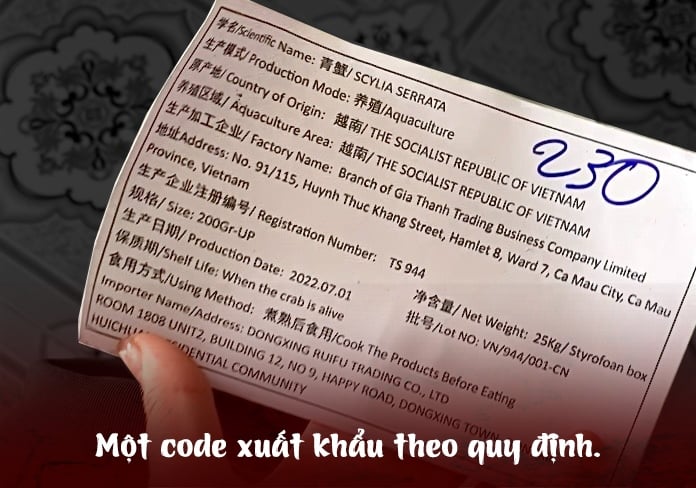 学名/Scientific Name: 青蟹/ SCYLIA SERRATA
生产模式/ Production Mode: 养殖/Aquaculture
原产地/ Country of Origin: 越南/ THE SOCIALIST REPUBLIC OF VIETNAM
养殖区域/ Aquaculture Area: 越南/ THE SOCIALIST REPUBLIC OF VIETNAM
230
生产加工企业/ Factory Name: Branch of Gia Thanh Trading Business Company Limited
地址Address: No. 91/115, Huynh Thuc Khang Street, Hamlet 8, Ward 7, Ca Mau City, Ca Mau
Province, Vietnam
生产企业注册编号/ Registration Number: TS 944
规格/ Size: 200Gr-UP 净含量/ Net Weight: 25Kg/ Styrofoan box
生产日期/ Production Date: 2022.07.01 批号/Lot NO: VN/944/001-CN
保质期/Shelf Life: When the crab is alive
食用方式/Using Method: 煮熟后食用/Cook The Products Before Eating
Importer Name/Address: DONGXING RUIFU TRADING CO., LTD
ROOM 1808 UNIT2, BUILDING 12, NO 9, HAPPY ROAD, DONGXING TOWN
COMMUNITY
Một code xuất khẩu theo quy định.